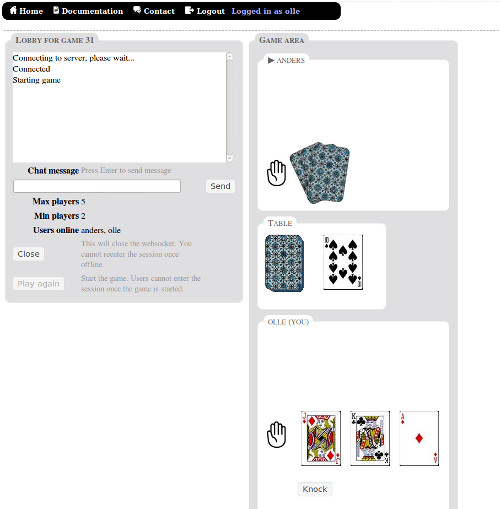 Home Documentation Contact Logout Logged in as olle
LOBBY FOR GAME 31
Connecting to server, please wait...
Connected
Starting game
Chat message Press Enter to send message
Send
Max players 5
Min players 2
Users online anders, olle
Close
This will close the websocket. You
cannot reenter the session once
offline.
Play again
Start the game. Users cannot enter the
session once the game is started.
GAME AREA
▶ ANDERS
TABLE
10
OLLE (YOU)
J
K
A
Knock